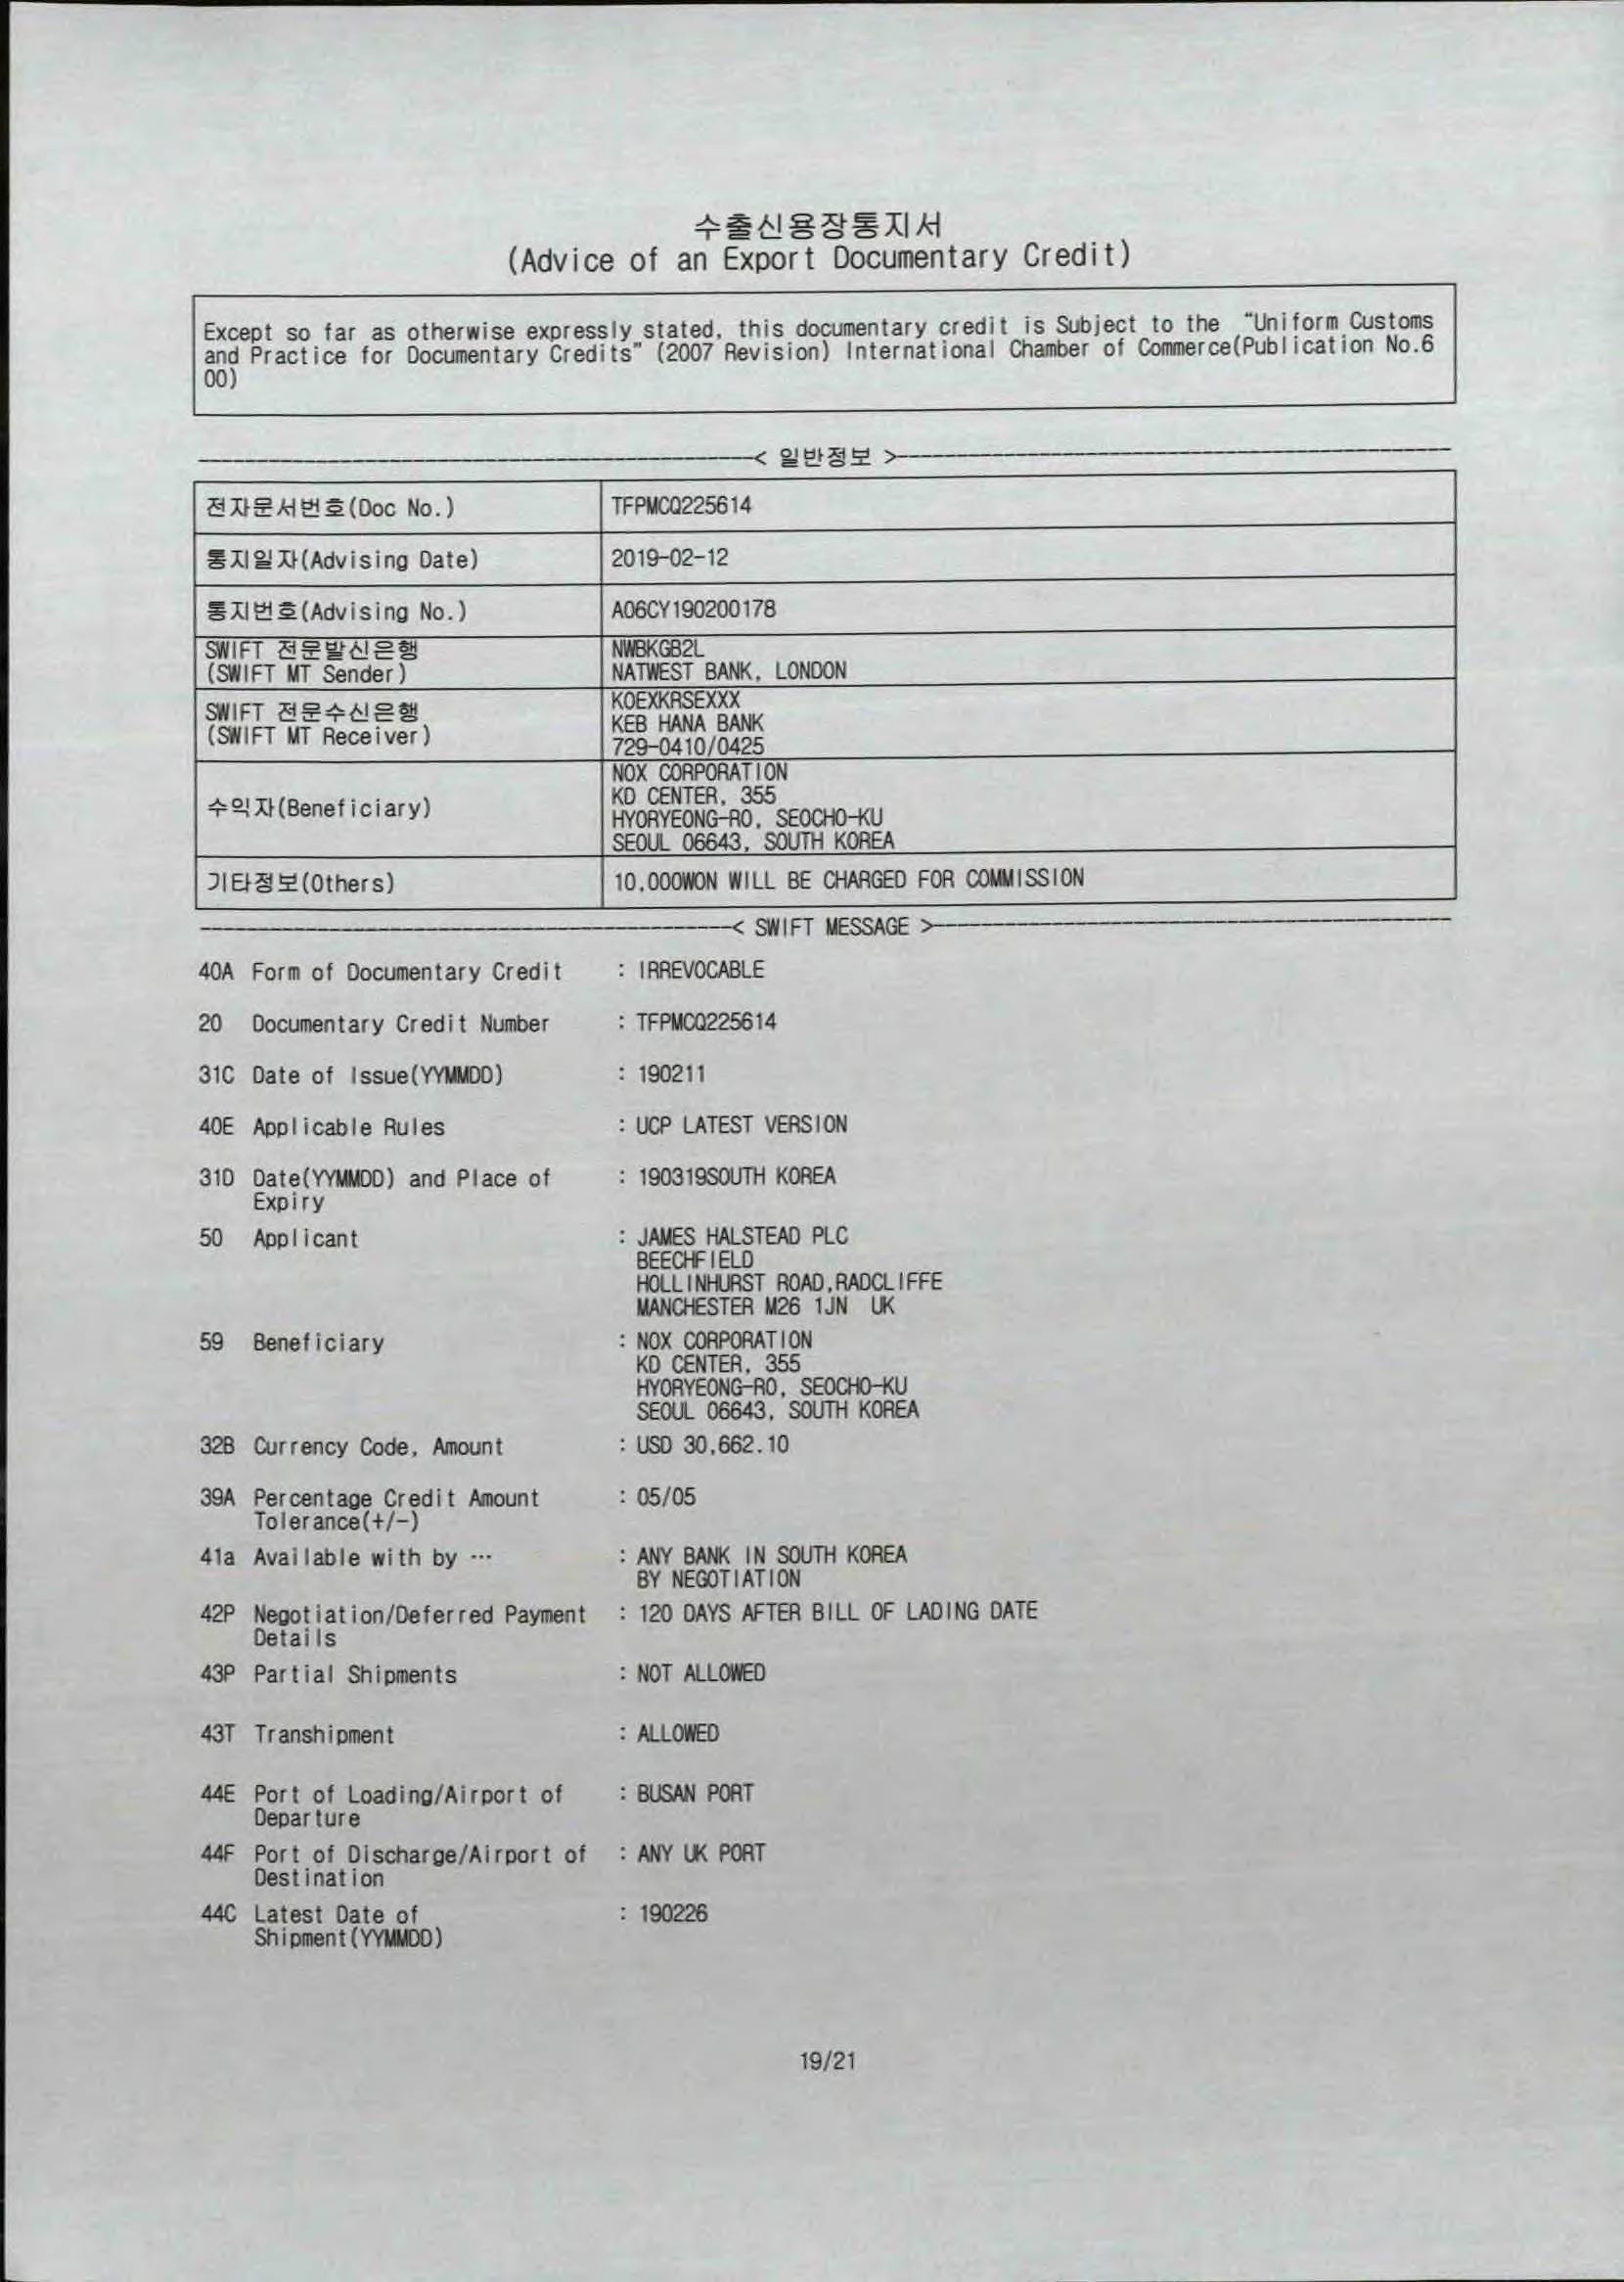 수출신용장통지서
(Advice of an Export Documentary Credit)
Except so far as otherwise expressly stated, this documentary credit is Subject to the "Uniform Customs
and Practice for Documentary Credits" (2007 Revision) International Chamber of Commerce(Publication No.6
00)
< 일반정보 >
전자문서번호(Doc No.) TFPMCQ225614
통지일자(Advising Date) 2019-02-12
통지번호(Advising No.) A06CY190200178
SWIFT 전문발신은행
(SWIFT MT Sender)
NWBKGB2L
NATWEST BANK, LONDON
SWIFT 전문수신은행
(SWIFT MT Receiver)
KOEXKRSEXXX
KEB HANA BANK
729-0410/0425
수익자(Beneficiary)
NOX CORPORATION
KD CENTER, 355
HYORYEONG-RO, SEOCHO-KU
SEOUL 06643, SOUTH KOREA
기타정보(Others) 10,000WON WILL BE CHARGED FOR COMMISSION
< SWIFT MESSAGE >
40A Form of Documentary Credit : IRREVOCABLE
20 Documentary Credit Number : TFPMCQ225614
31C Date of Issue(YYMMDD) : 190211
40E Applicable Rules : UCP LATEST VERSION
31D Date(YYMMDD) and Place of : 190319SOUTH KOREA
Expiry
50 Applicant : JAMES HALSTEAD PLC
BEECHFIELD
HOLLINHURST ROAD,RADCLIFFE
MANCHESTER M26 1JN UK
59 Beneficiary : NOX CORPORATION
KD CENTER, 355
HYORYEONG-RO, SEOCHO-KU
SEOUL 06643, SOUTH KOREA
32B Currency Code, Amount : USD 30,662.10
39A Percentage Credit Amount : 05/05
Tolerance(+/-)
41a Available with by ··· : ANY BANK IN SOUTH KOREA
BY NEGOTIATION
42P Negotiation/Deferred Payment : 120 DAYS AFTER BILL OF LADING DATE
Details
43P Partial Shipments : NOT ALLOWED
43T Transhipment : ALLOWED
44E Port of Loading/Airport of : BUSAN PORT
Departure
44F Port of Discharge/Airport of : ANY UK PORT
Destination
44C Latest Date of : 190226
Shipment(YYMMDD)
19/21